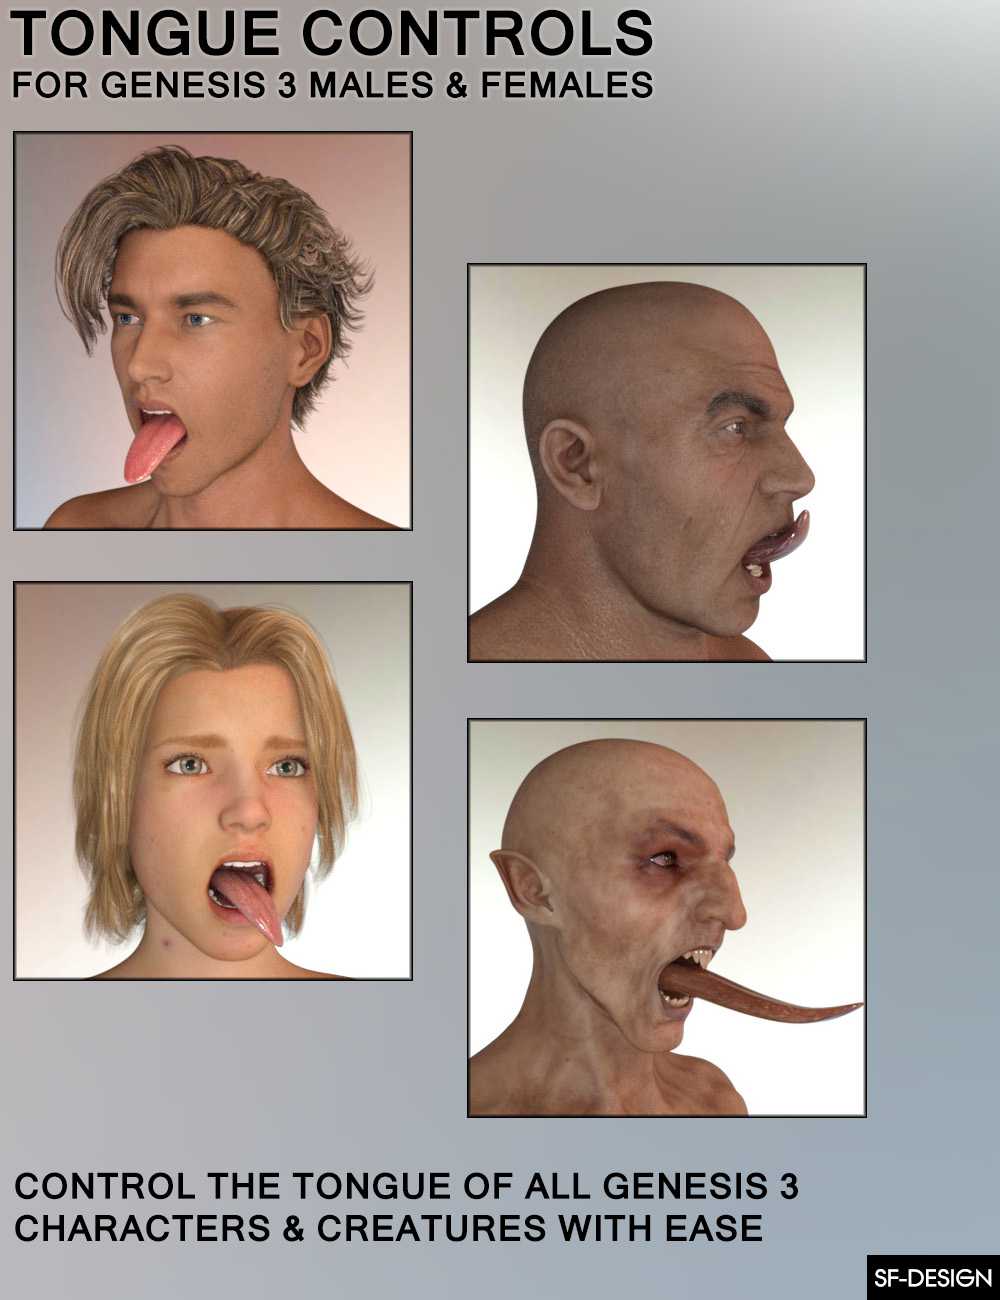 TONGUE CONTROLS
FOR GENESIS 3 MALES & FEMALES
CONTROL THE TONGUE OF ALL GENESIS 3
CHARACTERS & CREATURES WITH EASE
SF-DESIGN